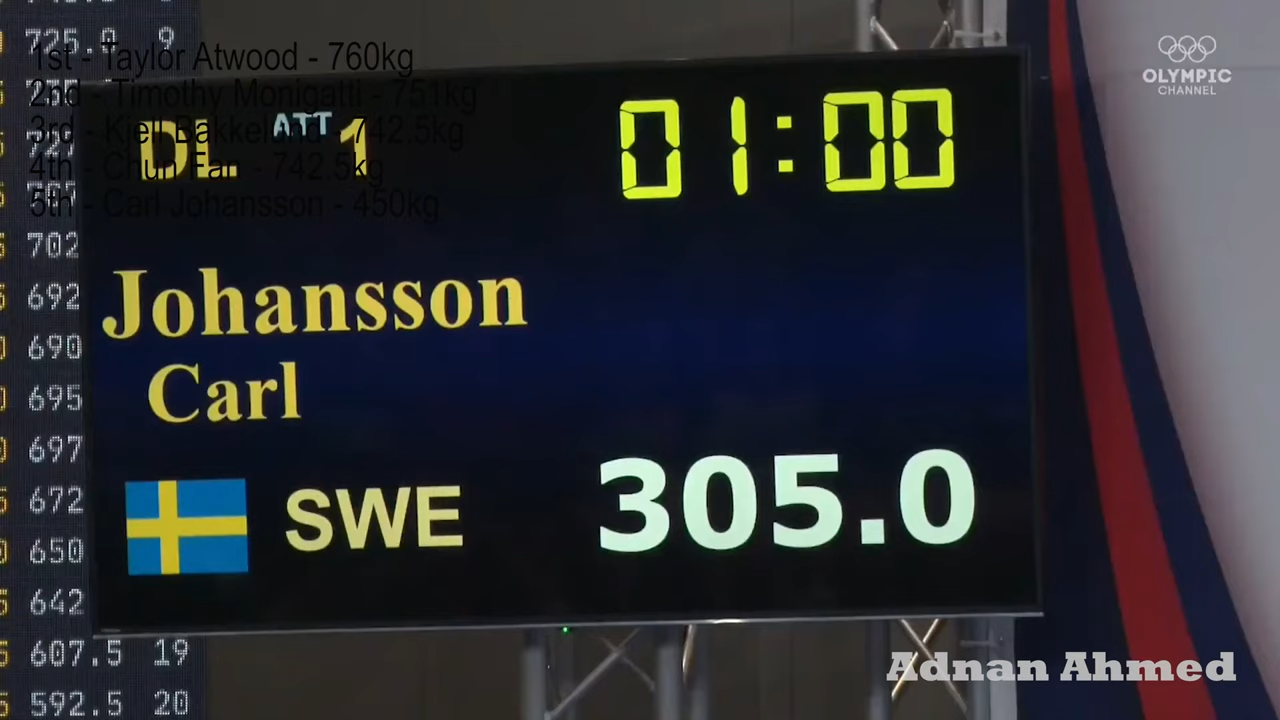 725.0 9
1st - Taylor Atwood - 760kg
2nd - Timothy Monigatti - 751kg
3rd - Kjell Bakkelund - 742.5kg
4th - Chun Fan - 742.5kg
5th - Carl Johansson - 450kg
DL ATT 1
01:00
Johansson
Carl
SWE
305.0
OLYMPIC
CHANNEL
702
692
690
695
697
672
650
642
607.5 19
592.5 20
Adnan Ahmed